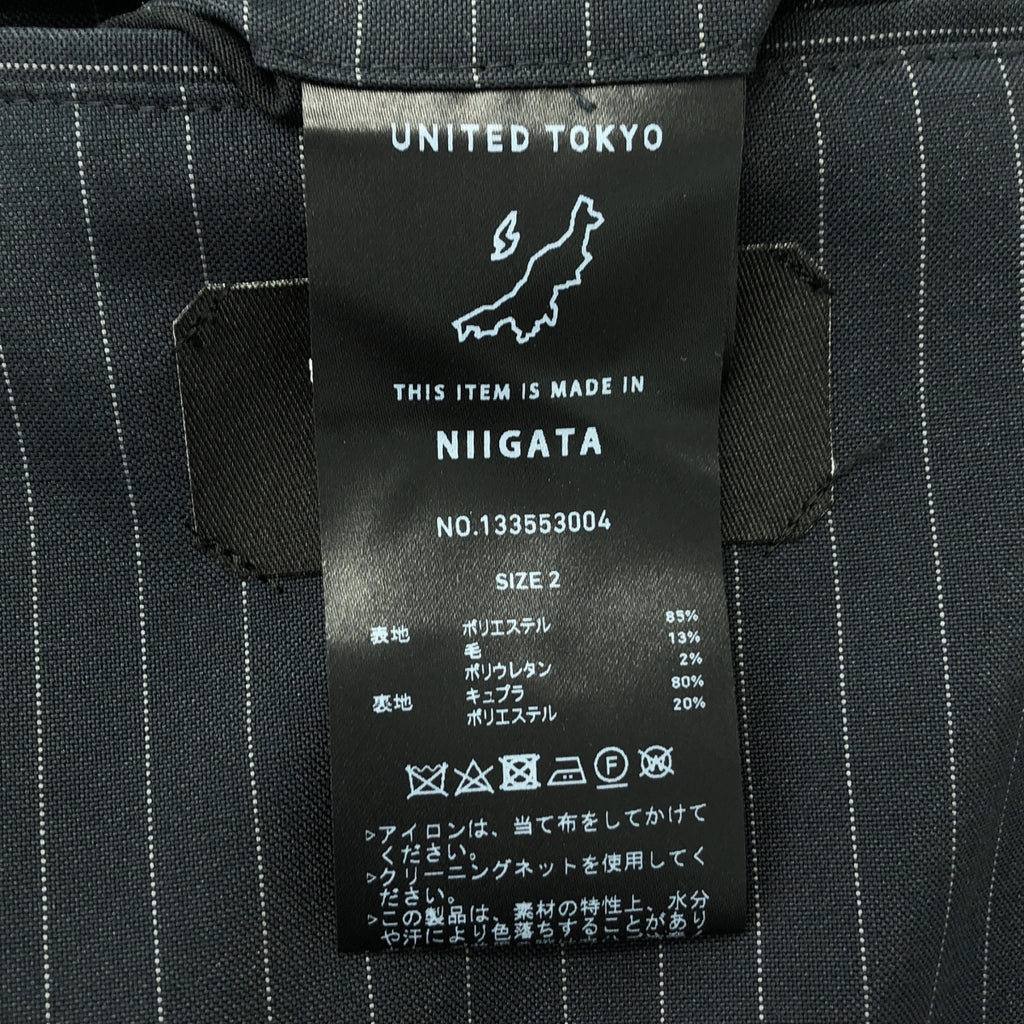 UNITED TOKYO
THIS ITEM IS MADE IN
NIIGATA
NO.133553004
SIZE 2
表地 ポリエステル 85%
毛 13%
ポリウレタン 2%
裏地 キュプラ 80%
ポリエステル 20%
F W
▷アイロンは、当て布をしてかけて
ください。
▷クリーニングネットを使用してく
ださい。
▷この製品は、素材の特性上、水分
や汗により色落ちすることがあり